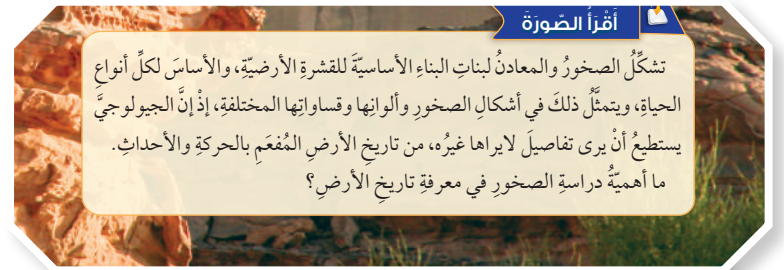 أَقْرَأُ الصّورَةَ
تشكِّلُ الصخورُ والمعادنُ لبناتِ البناءِ الأساسيّةَ للقشرةِ الأرضيّةِ، والأساسَ لكلِّ أنواعِ
الحياةِ، ويتمثَّلُ ذلكَ في أشكالِ الصخورِ وألوانِها وقساواتِها المختلفةِ، إذْ إنَّ الجيولوجيَّ
يستطيعُ أنْ يرى تفاصيلَ لايراها غيرُه، من تاريخِ الأرضِ المُفعَمِ بالحركةِ والأحداثِ.
ما أهميّةُ دراسةِ الصخورِ في معرفةِ تاريخِ الأرضِ؟